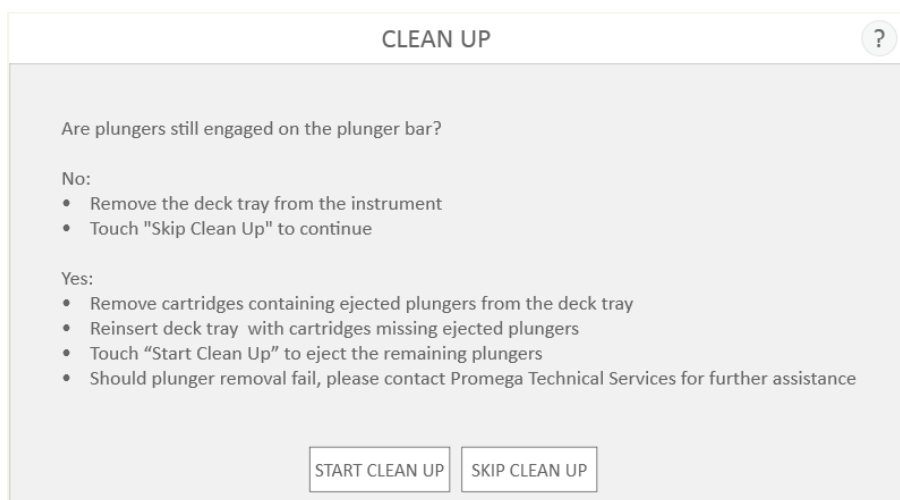 CLEAN UP
?
Are plungers still engaged on the plunger bar?
No:
• Remove the deck tray from the instrument
• Touch "Skip Clean Up" to continue
Yes:
• Remove cartridges containing ejected plungers from the deck tray
• Reinsert deck tray  with cartridges missing ejected plungers
• Touch “Start Clean Up” to eject the remaining plungers
• Should plunger removal fail, please contact Promega Technical Services for further assistance
START CLEAN UP
SKIP CLEAN UP